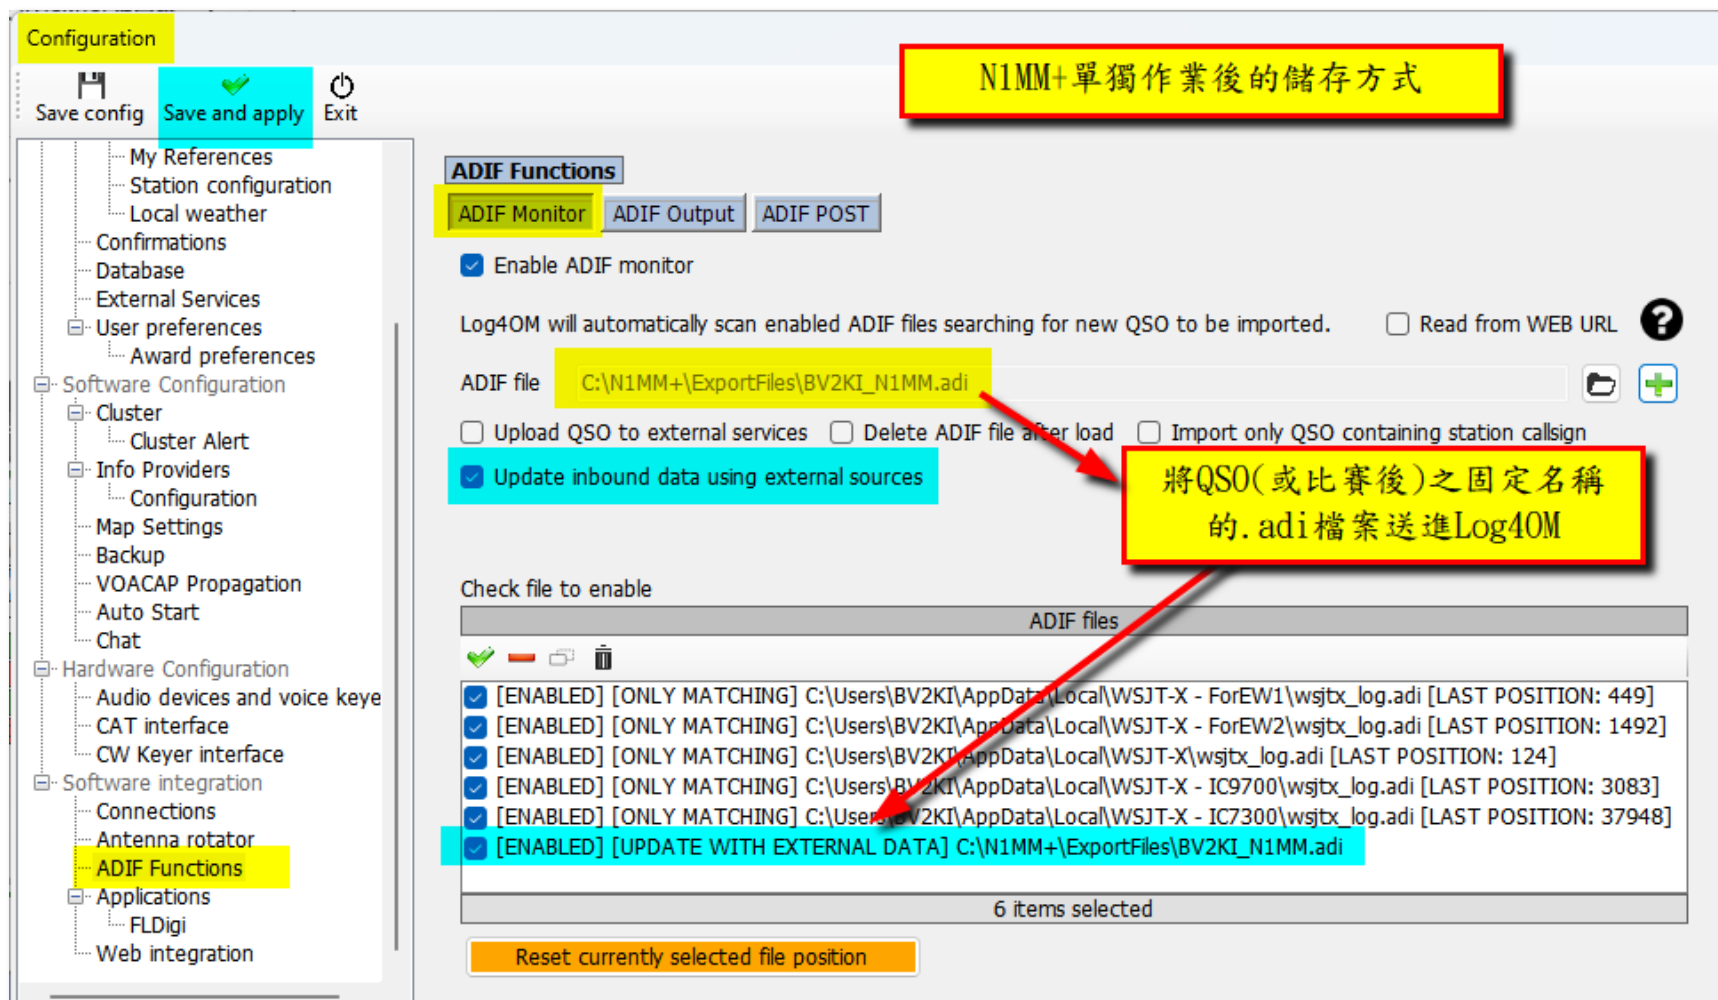 Configuration
N1MM+單獨作業後的儲存方式
Save config
Save and apply
Exit
My References
Station configuration
Local weather
Confirmations
Database
External Services
User preferences
Award preferences
Software Configuration
Cluster
Cluster Alert
Info Providers
Configuration
Map Settings
Backup
VOACAP Propagation
Auto Start
Chat
Hardware Configuration
Audio devices and voice keye
CAT interface
CW Keyer interface
Software integration
Connections
Antenna rotator
ADIF Functions
Applications
FLDigi
Web integration
ADIF Functions
ADIF Monitor ADIF Output ADIF POST
Enable ADIF monitor
Log4OM will automatically scan enabled ADIF files searching for new QSO to be imported. Read from WEB URL
ADIF file C:\N1MM+\ExportFiles\BV2KI_N1MM.adi
Upload QSO to external services Delete ADIF file after load Import only QSO containing station callsign
Update inbound data using external sources
將QSO(或比賽後)之固定名稱
的.adi檔案送進Log4OM
Check file to enable
ADIF files
[ENABLED] [ONLY MATCHING] C:\Users\BV2KI\AppData\Local\WSJT-X - ForEW1\wsjtx_log.adi [LAST POSITION: 449]
[ENABLED] [ONLY MATCHING] C:\Users\BV2KI\AppData\Local\WSJT-X - ForEW2\wsjtx_log.adi [LAST POSITION: 1492]
[ENABLED] [ONLY MATCHING] C:\Users\BV2KI\AppData\Local\WSJT-X\wsjtx_log.adi [LAST POSITION: 124]
[ENABLED] [ONLY MATCHING] C:\Users\BV2KI\AppData\Local\WSJT-X - IC9700\wsjtx_log.adi [LAST POSITION: 3083]
[ENABLED] [ONLY MATCHING] C:\Users\BV2KI\AppData\Local\WSJT-X - IC7300\wsjtx_log.adi [LAST POSITION: 37948]
[ENABLED] [UPDATE WITH EXTERNAL DATA] C:\N1MM+\ExportFiles\BV2KI_N1MM.adi
6 items selected
Reset currently selected file position